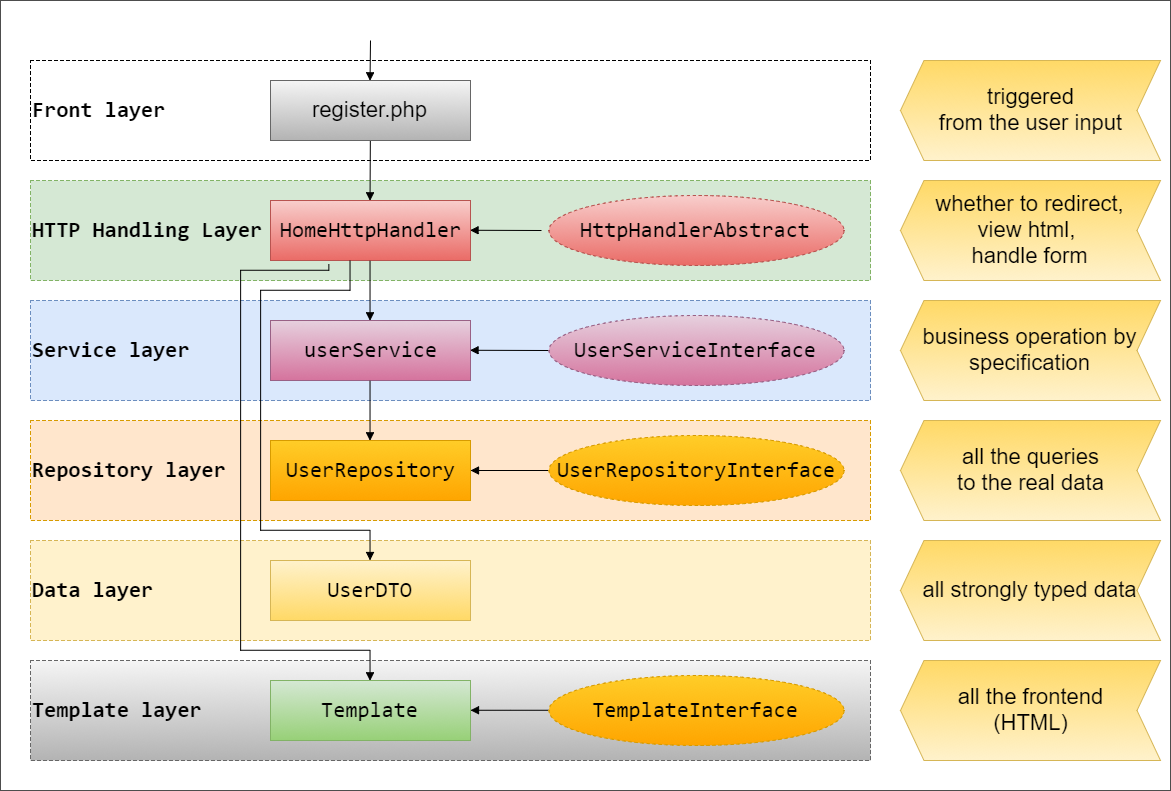 Front layer
register.php
triggered
from the user input
HTTP Handling Layer
HomeHttpHandler
HttpHandlerAbstract
whether to redirect,
view html,
handle form
Service layer
userService
UserServiceInterface
business operation by
specification
Repository layer
UserRepository
UserRepositoryInterface
all the queries
to the real data
Data layer
UserDTO
all strongly typed data
Template layer
Template
TemplateInterface
all the frontend
(HTML)